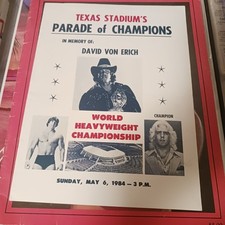 TEXAS STADIUM'S
PARADE of CHAMPIONS
IN MEMORY OF:
DAVID VON ERICH
WORLD
HEAVYWEIGHT
CHAMPIONSHIP
CHAMPION
SUNDAY, MAY 6, 1984 — 3 P.M.